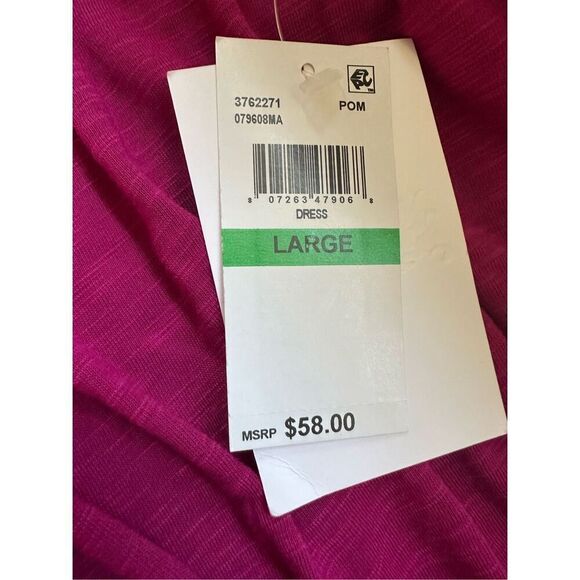 3762271 POM
079608MA
8 07263 47906 8
DRESS
LARGE
MSRP $58.00